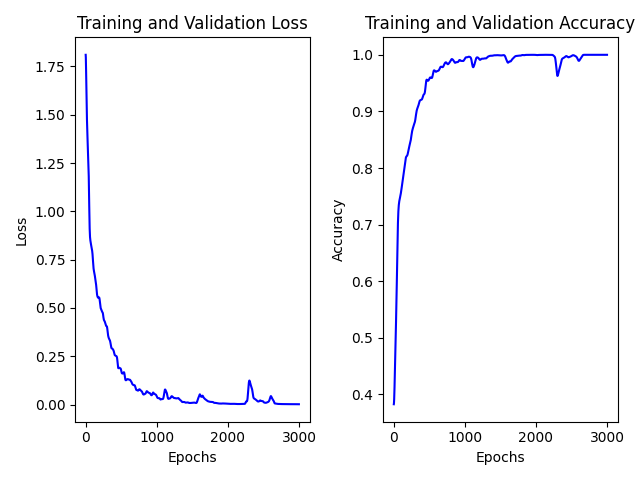 Training and Validation Loss
1.75
1.50
1.25
1.00
0.75
0.50
0.25
0.00
Loss
0 1000 2000 3000
Epochs
Training and Validation Accuracy
1.0
0.9
0.8
0.7
0.6
0.5
0.4
Accuracy
0 1000 2000 3000
Epochs